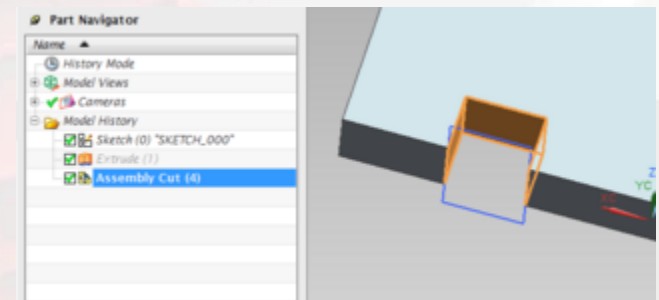 Part Navigator
Name
History Mode
Model Views
Cameras
Model History
Sketch (0) "SKETCH_000"
Extrude (1)
Assembly Cut (4)
Z
YC
XC